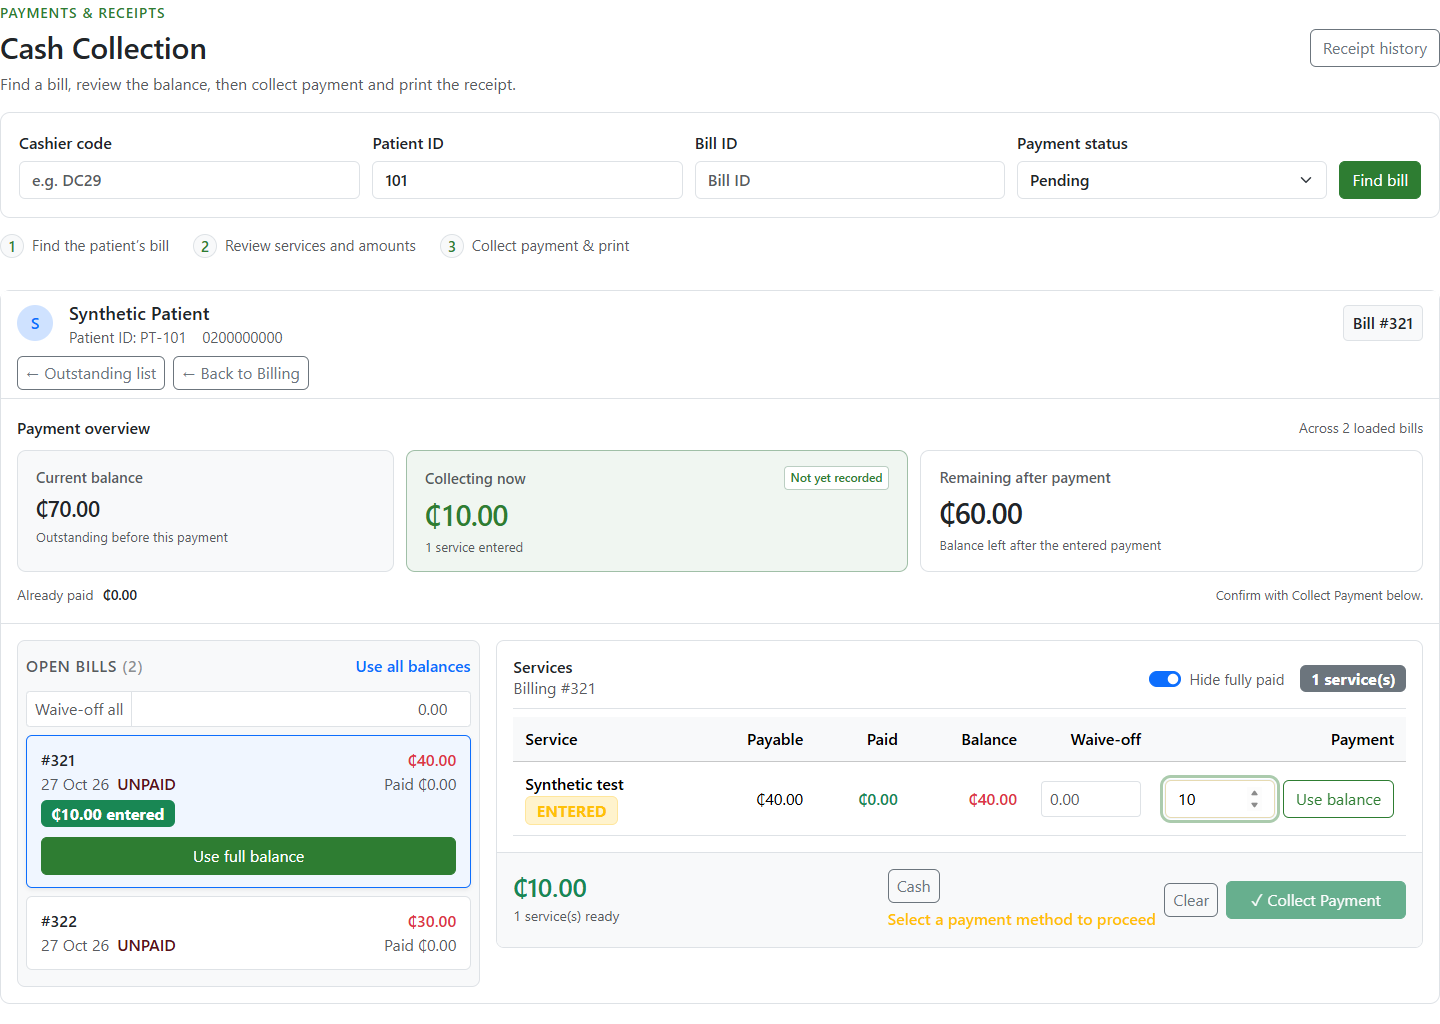 PAYMENTS & RECEIPTS
Cash Collection
Receipt history
Find a bill, review the balance, then collect payment and print the receipt.
Cashier code
Patient ID
Bill ID
Payment status
e.g. DC29
101
Bill ID
Pending
Find bill
1 Find the patient’s bill
2 Review services and amounts
3 Collect payment & print
S
Synthetic Patient
Patient ID: PT-101 0200000000
Bill #321
← Outstanding list
← Back to Billing
Payment overview
Across 2 loaded bills
Current balance
₵70.00
Outstanding before this payment
Collecting now
Not yet recorded
₵10.00
1 service entered
Remaining after payment
₵60.00
Balance left after the entered payment
Already paid ₵0.00
Confirm with Collect Payment below.
OPEN BILLS (2)
Use all balances
Waive-off all 0.00
#321 ₵40.00
27 Oct 26 UNPAID Paid ₵0.00
₵10.00 entered
Use full balance
#322 ₵30.00
27 Oct 26 UNPAID Paid ₵0.00
Services
Billing #321
Hide fully paid
1 service(s)
Service Payable Paid Balance Waive-off Payment
Synthetic test
ENTERED
₵40.00 ₵0.00 ₵40.00 0.00 10 Use balance
₵10.00
1 service(s) ready
Cash
Select a payment method to proceed
Clear
✓ Collect Payment